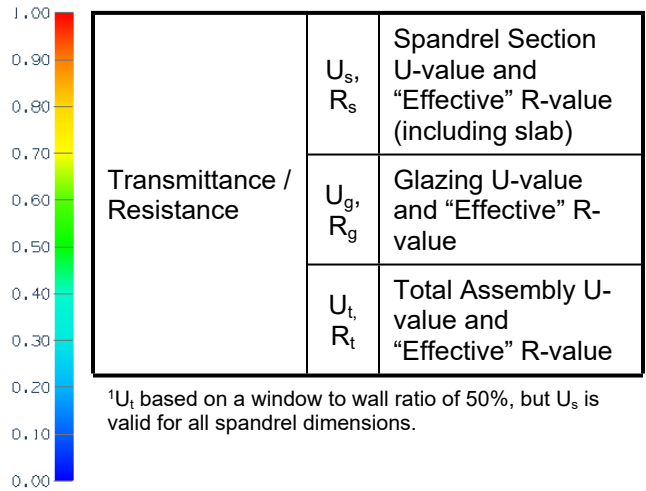 1.00
0.90
0.80
0.70
0.60
0.50
0.40
0.30
0.20
0.10
0.00
Transmittance /
Resistance
Us,
Rs
Spandrel Section
U-value and
“Effective” R-value
(including slab)
Ug,
Rg
Glazing U-value
and “Effective” R-
value
Ut,
Rt
Total Assembly U-
value and
“Effective” R-value
¹Ut based on a window to wall ratio of 50%, but Us is
valid for all spandrel dimensions.